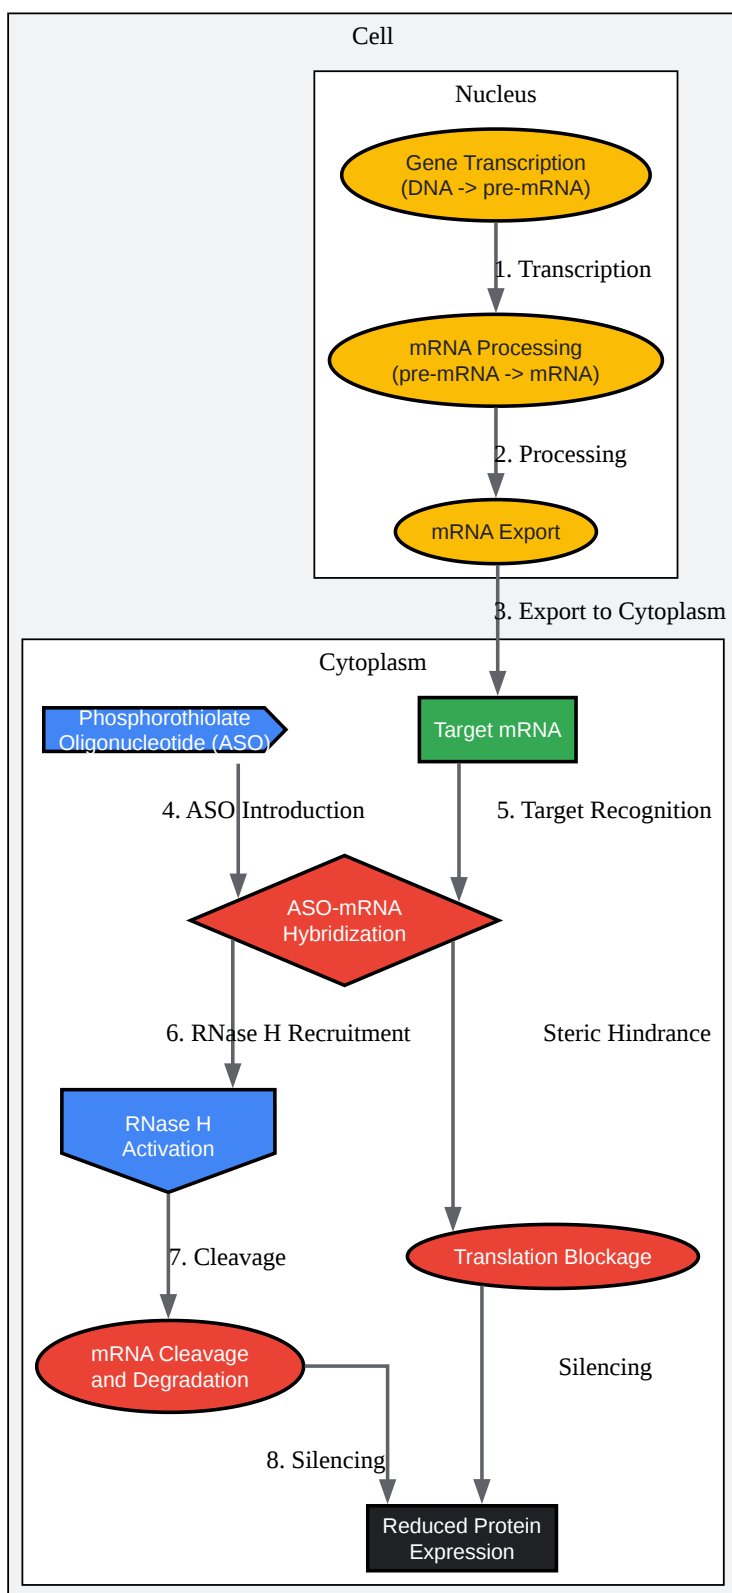 Cell
Nucleus
Gene Transcription
(DNA -> pre-mRNA)
1. Transcription
mRNA Processing
(pre-mRNA -> mRNA)
2. Processing
mRNA Export
3. Export to Cytoplasm
Cytoplasm
Phosphorothiolate
Oligonucleotide (ASO)
Target mRNA
4. ASO Introduction
5. Target Recognition
ASO-mRNA
Hybridization
6. RNase H Recruitment
Steric Hindrance
RNase H
Activation
7. Cleavage
Translation Blockage
mRNA Cleavage
and Degradation
Silencing
8. Silencing
Reduced Protein
Expression